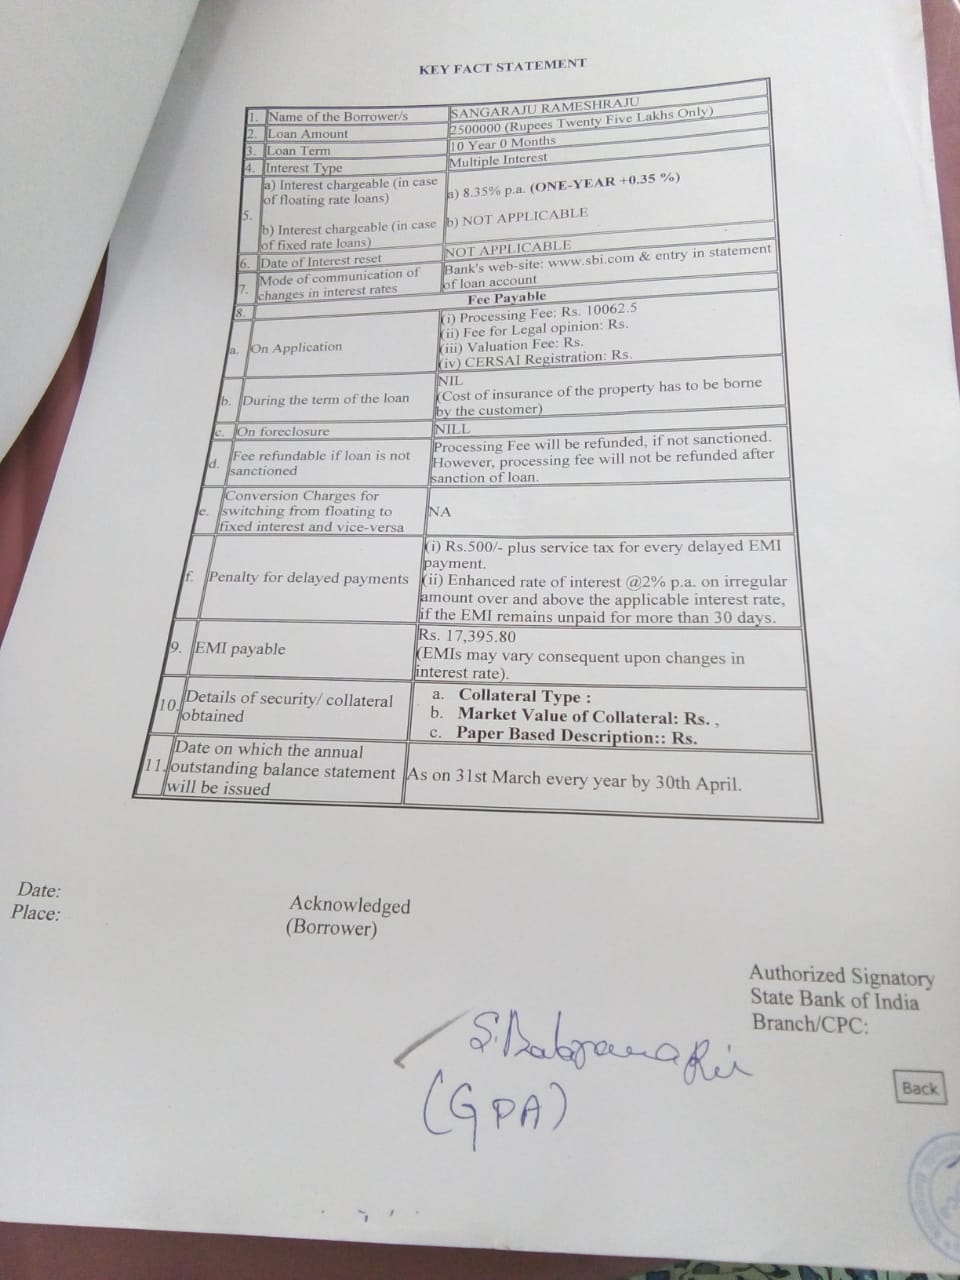 KEY FACT STATEMENT
1. Name of the Borrower/s SANGARAJU RAMESHRAJU
2. Loan Amount 2500000 (Rupees Twenty Five Lakhs Only)
3. Loan Term 10 Year 0 Months
4. Interest Type Multiple Interest
5. a) Interest chargeable (in case of floating rate loans) a) 8.35% p.a. (ONE-YEAR +0.35 %)
b) Interest chargeable (in case of fixed rate loans) b) NOT APPLICABLE
6. Date of Interest reset NOT APPLICABLE
7. Mode of communication of changes in interest rates Bank's web-site: www.sbi.com & entry in statement of loan account
8. Fee Payable
a. On Application (i) Processing Fee: Rs. 10062.5
(ii) Fee for Legal opinion: Rs.
(iii) Valuation Fee: Rs.
(iv) CERSAI Registration: Rs.
b. During the term of the loan NIL
(Cost of insurance of the property has to be borne
by the customer)
c. On foreclosure NILL
d. Fee refundable if loan is not sanctioned Processing Fee will be refunded, if not sanctioned.
However, processing fee will not be refunded after
sanction of loan.
e. Conversion Charges for switching from floating to fixed interest and vice-versa NA
f. Penalty for delayed payments (i) Rs.500/- plus service tax for every delayed EMI
payment.
(ii) Enhanced rate of interest @2% p.a. on irregular
amount over and above the applicable interest rate,
if the EMI remains unpaid for more than 30 days.
9. EMI payable Rs. 17,395.80
(EMIs may vary consequent upon changes in
interest rate).
10. Details of security/ collateral obtained a. Collateral Type :
b. Market Value of Collateral: Rs. ,
c. Paper Based Description:: Rs.
11. Date on which the annual outstanding balance statement will be issued As on 31st March every year by 30th April.
Date:
Place:
Acknowledged
(Borrower)
Authorized Signatory
State Bank of India
Branch/CPC:
(GPA)
Back